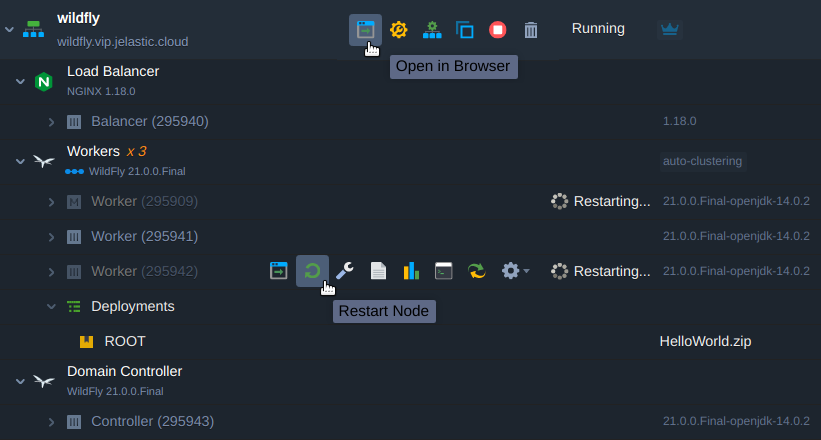 wildfly
wildfly.vip.jelastic.cloud
Running
Open in Browser
Load Balancer
NGINX 1.18.0
Balancer (295940) 1.18.0
Workers x 3
WildFly 21.0.0.Final
auto-clustering
M Worker (295909) Restarting... 21.0.0.Final-openjdk-14.0.2
Worker (295941) 21.0.0.Final-openjdk-14.0.2
Worker (295942) Restarting... 21.0.0.Final-openjdk-14.0.2
Restart Node
Deployments
ROOT HelloWorld.zip
Domain Controller
WildFly 21.0.0.Final
Controller (295943) 21.0.0.Final-openjdk-14.0.2